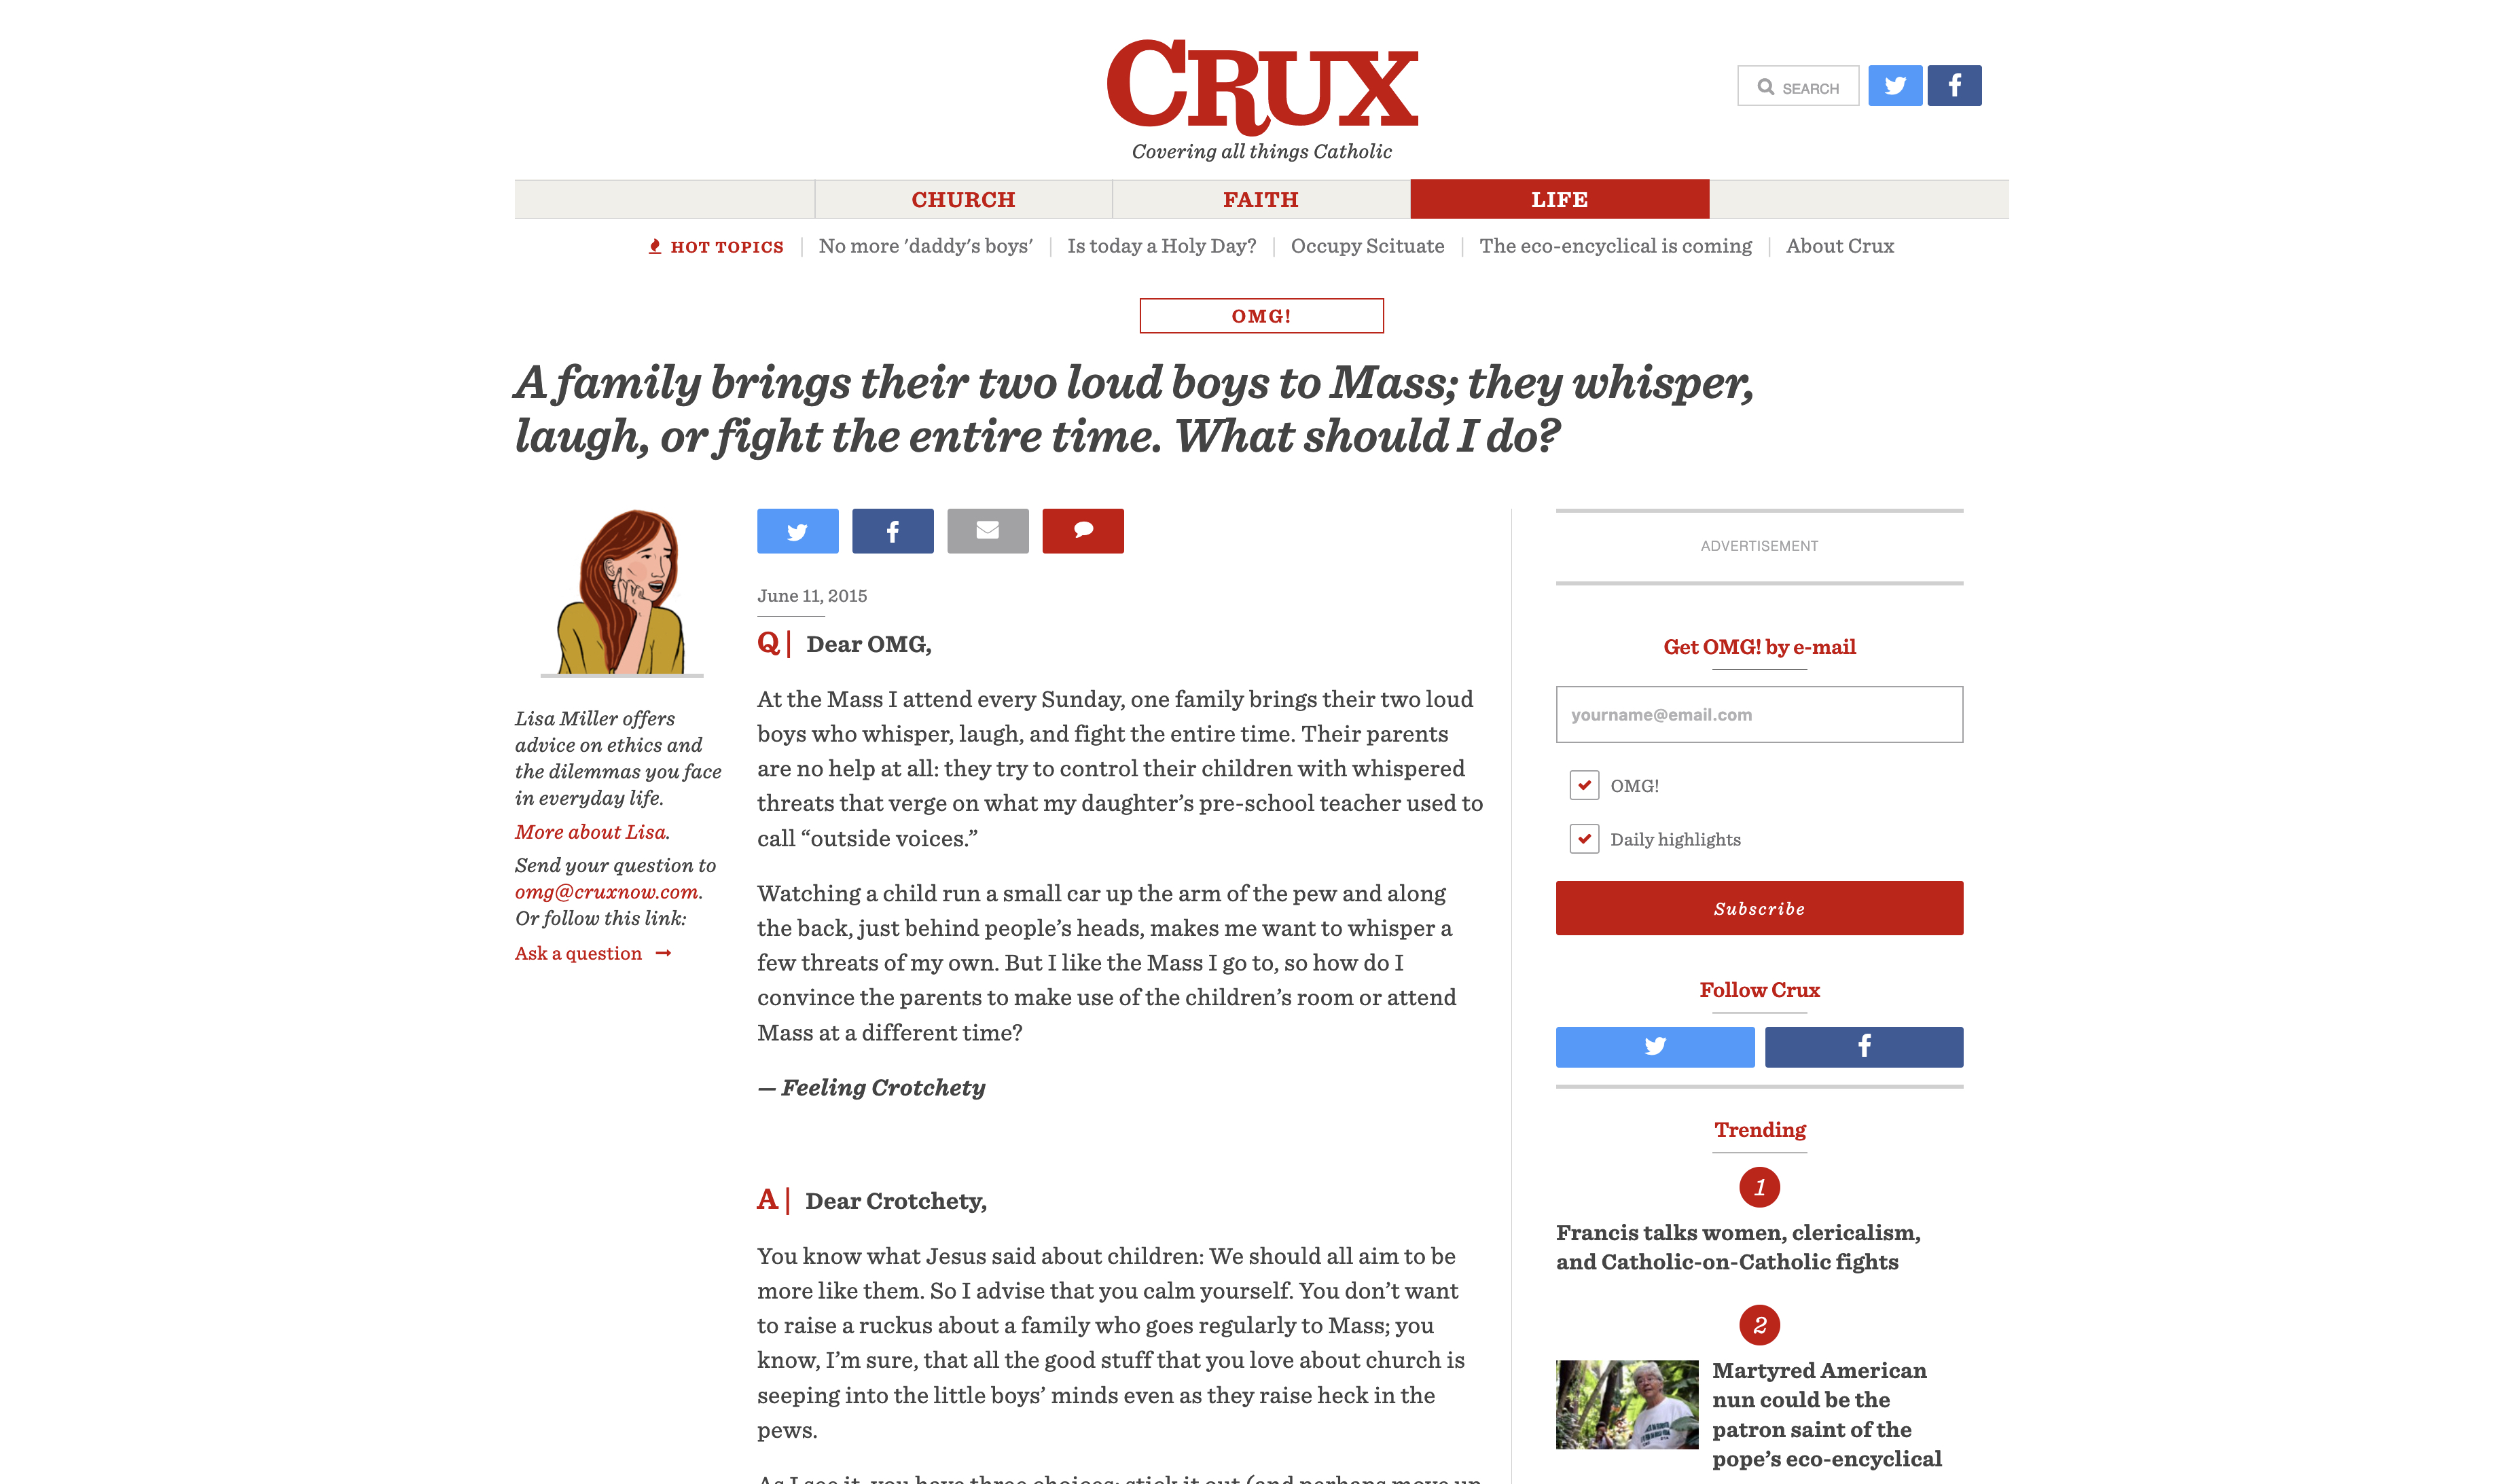 CRUX
Covering all things Catholic
SEARCH
CHURCH
FAITH
LIFE
HOT TOPICS
No more 'daddy's boys'
Is today a Holy Day?
Occupy Scituate
The eco-encyclical is coming
About Crux
OMG!
A family brings their two loud boys to Mass; they whisper,
laugh, or fight the entire time. What should I do?
Lisa Miller offers
advice on ethics and
the dilemmas you face
in everyday life.
More about Lisa.
Send your question to
omg@cruxnow.com.
Or follow this link:
Ask a question
June 11, 2015
Q | Dear OMG,
At the Mass I attend every Sunday, one family brings their two loud
boys who whisper, laugh, and fight the entire time. Their parents
are no help at all: they try to control their children with whispered
threats that verge on what my daughter’s pre-school teacher used to
call “outside voices.”
Watching a child run a small car up the arm of the pew and along
the back, just behind people’s heads, makes me want to whisper a
few threats of my own. But I like the Mass I go to, so how do I
convince the parents to make use of the children’s room or attend
Mass at a different time?
— Feeling Crotchety
A | Dear Crotchety,
You know what Jesus said about children: We should all aim to be
more like them. So I advise that you calm yourself. You don’t want
to raise a ruckus about a family who goes regularly to Mass; you
know, I’m sure, that all the good stuff that you love about church is
seeping into the little boys’ minds even as they raise heck in the
pews.
As I see it, you have three choices: stick it out (and perhaps move up
ADVERTISEMENT
Get OMG! by e-mail
yourname@email.com
OMG!
Daily highlights
Subscribe
Follow Crux
Trending
1
Francis talks women, clericalism,
and Catholic-on-Catholic fights
2
Martyred American
nun could be the
patron saint of the
pope’s eco-encyclical